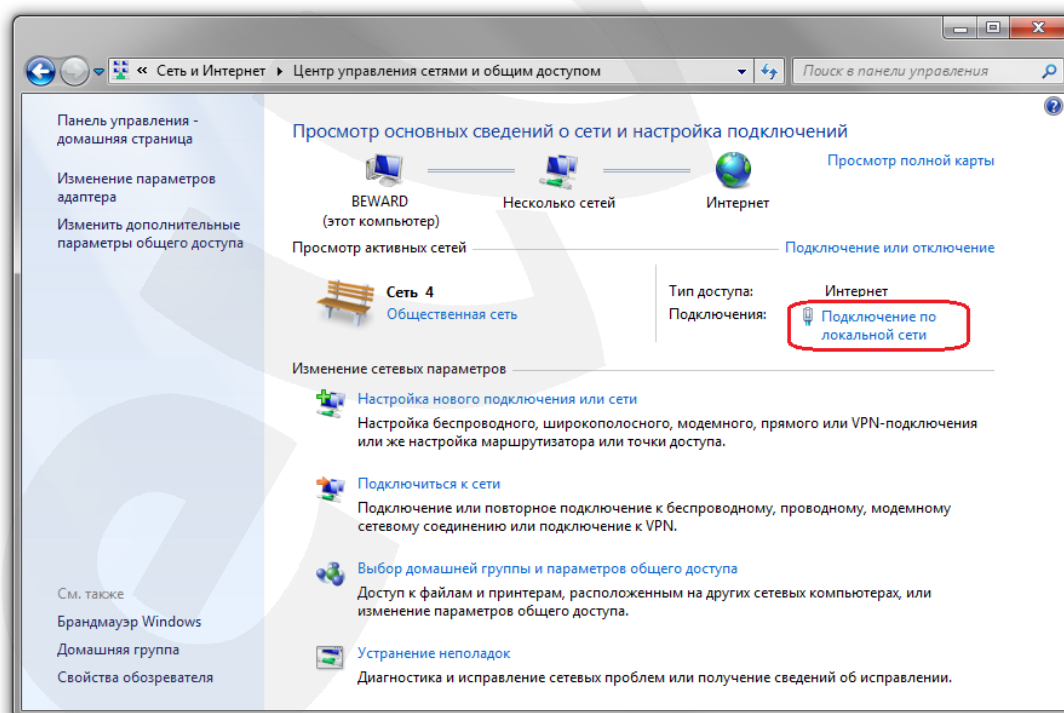 « Сеть и Интернет ▸ Центр управления сетями и общим доступом
Поиск в панели управления
Панель управления -
домашняя страница
Изменение параметров
адаптера
Изменить дополнительные
параметры общего доступа
См. также
Брандмауэр Windows
Домашняя группа
Свойства обозревателя
Просмотр основных сведений о сети и настройка подключений
BEWARD
(этот компьютер)
Несколько сетей
Интернет
Просмотр полной карты
Просмотр активных сетей
Подключение или отключение
Сеть 4
Общественная сеть
Тип доступа: Интернет
Подключения: Подключение по
локальной сети
Изменение сетевых параметров
Настройка нового подключения или сети
Настройка беспроводного, широкополосного, модемного, прямого или VPN-подключения
или же настройка маршрутизатора или точки доступа.
Подключиться к сети
Подключение или повторное подключение к беспроводному, проводному, модемному
сетевому соединению или подключение к VPN.
Выбор домашней группы и параметров общего доступа
Доступ к файлам и принтерам, расположенным на других сетевых компьютерах, или
изменение параметров общего доступа.
Устранение неполадок
Диагностика и исправление сетевых проблем или получение сведений об исправлении.